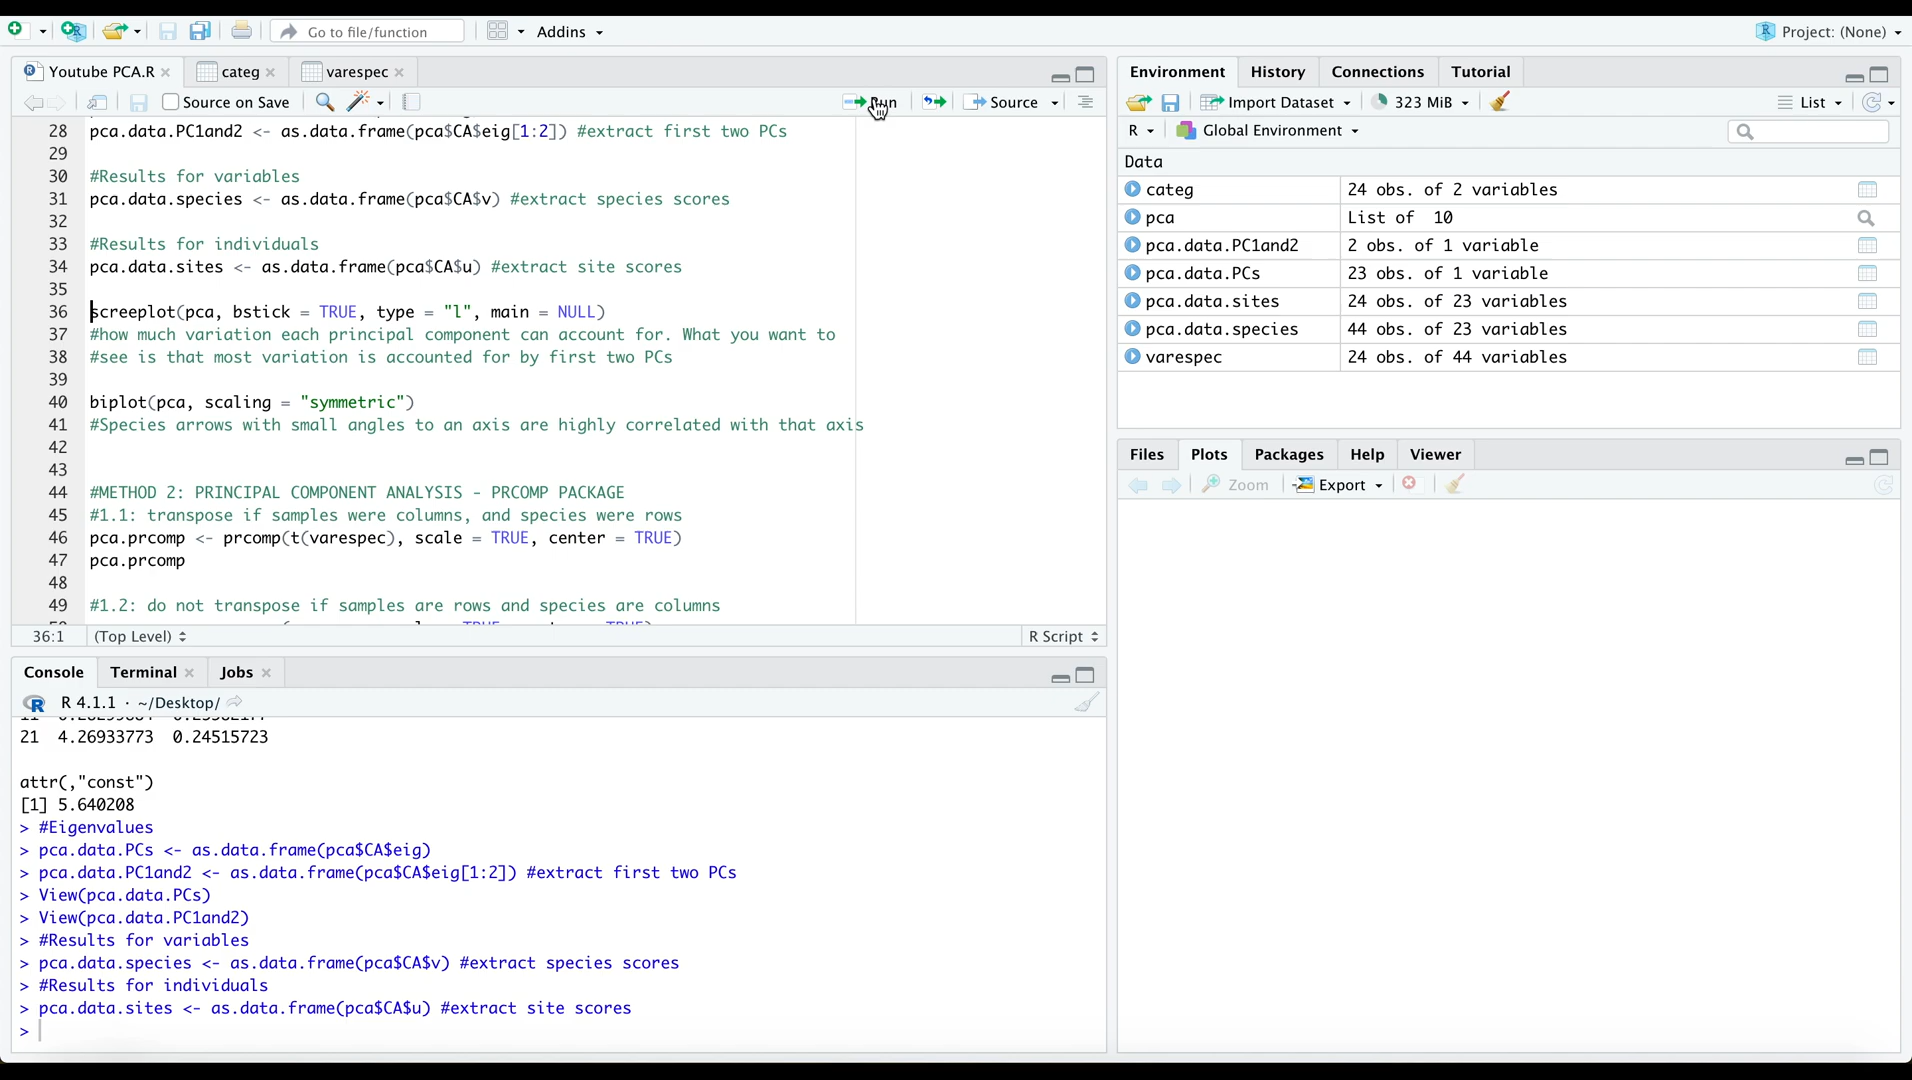 Go to file/function
Addins
Project: (None)
Youtube PCA.R
categ
varespec
Source on Save
Run
Source
28 pca.data.PC1and2 <- as.data.frame(pca$CA$eig[1:2]) #extract first two PCs
29
30 #Results for variables
31 pca.data.species <- as.data.frame(pca$CA$v) #extract species scores
32
33 #Results for individuals
34 pca.data.sites <- as.data.frame(pca$CA$u) #extract site scores
35
36 screeplot(pca, bstick = TRUE, type = "l", main = NULL)
37 #how much variation each principal component can account for. What you want to
38 #see is that most variation is accounted for by first two PCs
39
40 biplot(pca, scaling = "symmetric")
41 #Species arrows with small angles to an axis are highly correlated with that axis
42
43
44 #METHOD 2: PRINCIPAL COMPONENT ANALYSIS - PRCOMP PACKAGE
45 #1.1: transpose if samples were columns, and species were rows
46 pca.prcomp <- prcomp(t(varespec), scale = TRUE, center = TRUE)
47 pca.prcomp
48
49 #1.2: do not transpose if samples are rows and species are columns
36:1 (Top Level)
R Script
Console Terminal Jobs
R 4.1.1 · ~/Desktop/
21 4.26933773 0.24515723
attr(,"const")
[1] 5.640208
> #Eigenvalues
> pca.data.PCs <- as.data.frame(pca$CA$eig)
> pca.data.PC1and2 <- as.data.frame(pca$CA$eig[1:2]) #extract first two PCs
> View(pca.data.PCs)
> View(pca.data.PC1and2)
> #Results for variables
> pca.data.species <- as.data.frame(pca$CA$v) #extract species scores
> #Results for individuals
> pca.data.sites <- as.data.frame(pca$CA$u) #extract site scores
>
Environment History Connections Tutorial
Import Dataset 323 MiB List
R Global Environment
Data
categ 24 obs. of 2 variables
pca List of 10
pca.data.PC1and2 2 obs. of 1 variable
pca.data.PCs 23 obs. of 1 variable
pca.data.sites 24 obs. of 23 variables
pca.data.species 44 obs. of 23 variables
varespec 24 obs. of 44 variables
Files Plots Packages Help Viewer
Zoom Export